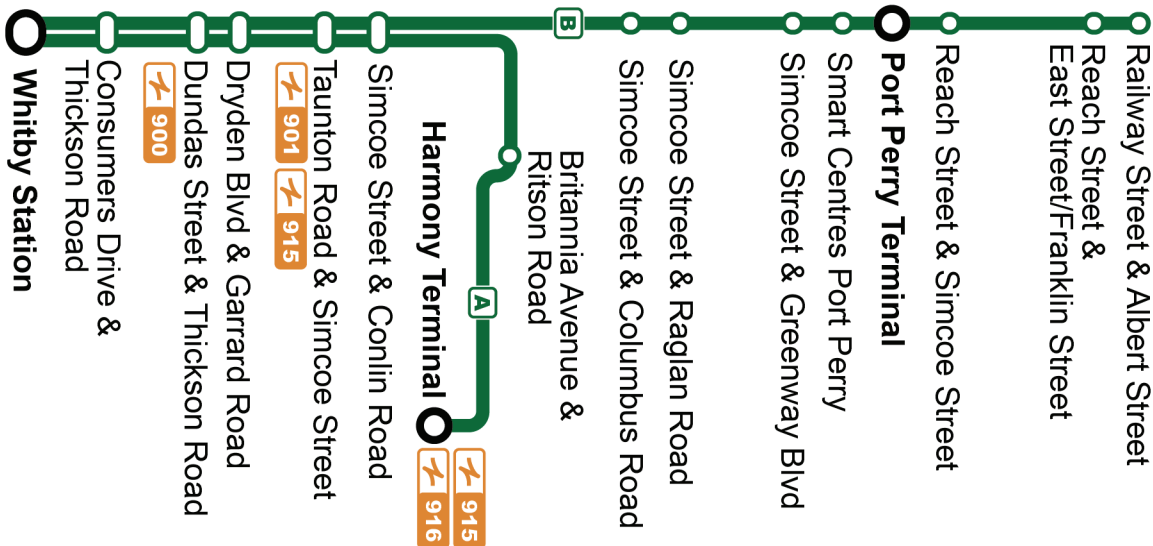 Whitby Station
Consumers Drive &
Thickson Road
Dundas Street & Thickson Road
900
Dryden Blvd & Garrard Road
Taunton Road & Simcoe Street
901 915
Simcoe Street & Conlin Road
Harmony Terminal
915
916
A
Britannia Avenue &
Ritson Road
B
Simcoe Street & Columbus Road
Simcoe Street & Raglan Road
Simcoe Street & Greenway Blvd
Smart Centres Port Perry
Port Perry Terminal
Reach Street & Simcoe Street
Reach Street &
East Street/Franklin Street
Railway Street & Albert Street